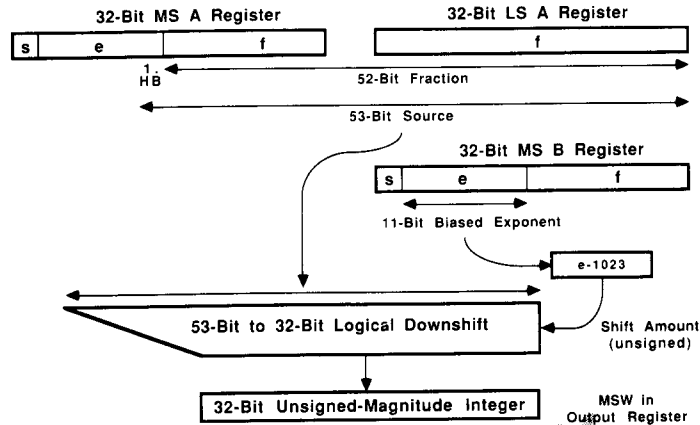 32-Bit MS A Register
32-Bit LS A Register
s e f
f
1.
HB
52-Bit Fraction
53-Bit Source
32-Bit MS B Register
s e f
11-Bit Biased Exponent
e-1023
53-Bit to 32-Bit Logical Downshift
Shift Amount
(unsigned)
32-Bit Unsigned-Magnitude Integer
MSW in
Output Register